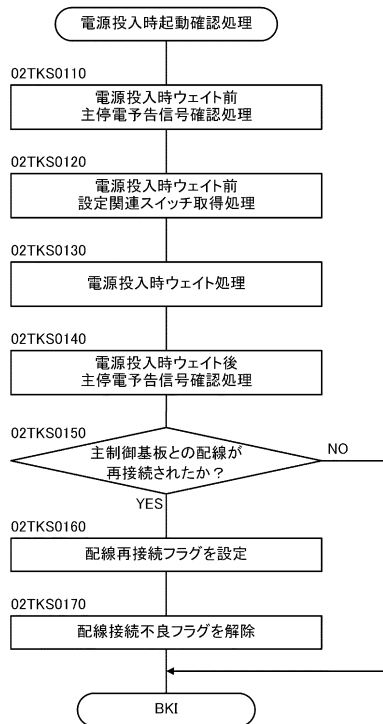 電源投入時起動確認処理
02TKS0110
電源投入時ウェイト前
主停電予告信号確認処理
02TKS0120
電源投入時ウェイト前
設定関連スイッチ取得処理
02TKS0130
電源投入時ウェイト処理
02TKS0140
電源投入時ウェイト後
主停電予告信号確認処理
02TKS0150
主制御基板との配線が
再接続されたか？
NO
YES
02TKS0160
配線再接続フラグを設定
02TKS0170
配線接続不良フラグを解除
BKI